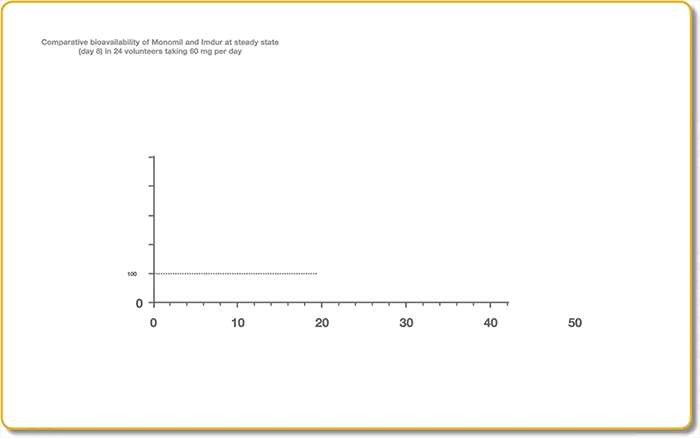 Comparative bioavailability of Monomil and Imdur at steady state
(day 8) in 24 volunteers taking 60 mg per day
100
0
0 10 20 30 40 50